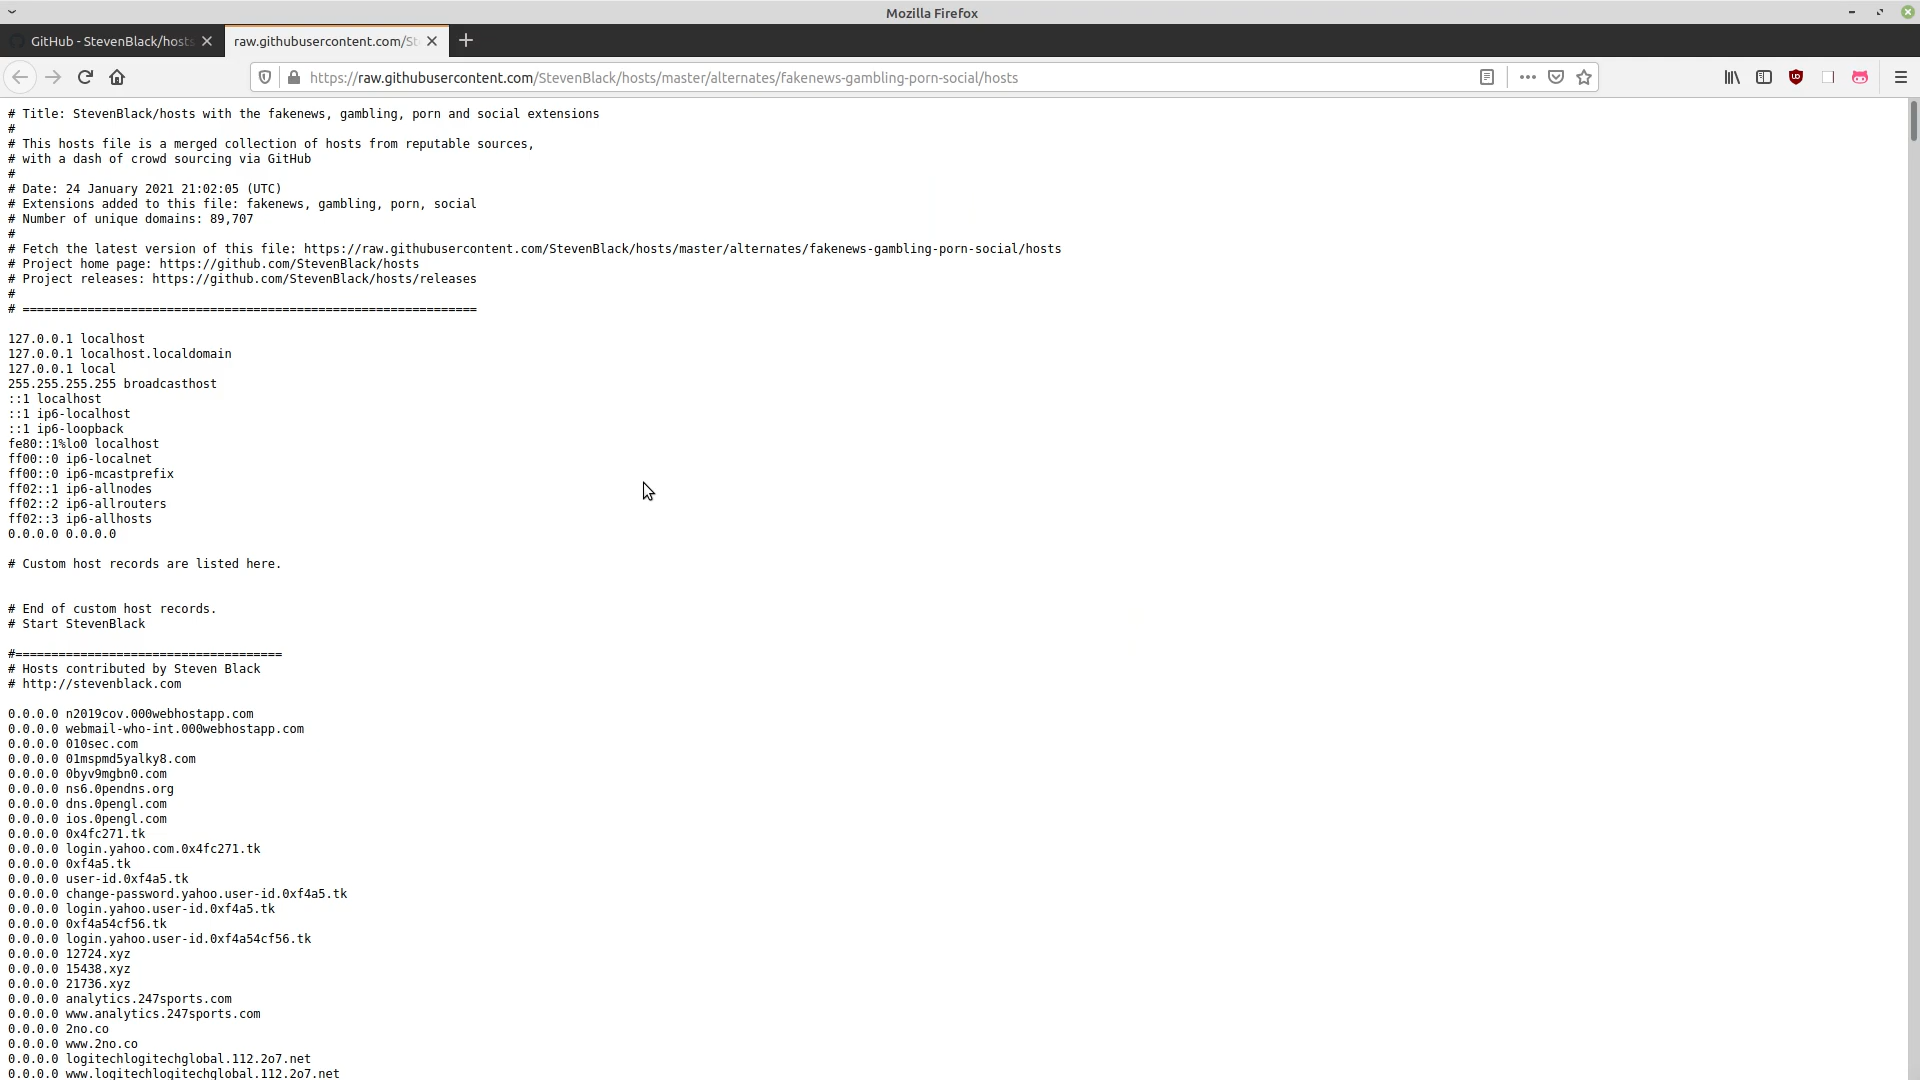 Mozilla Firefox
GitHub - StevenBlack/hosts
raw.githubusercontent.com/St
https://raw.githubusercontent.com/StevenBlack/hosts/master/alternates/fakenews-gambling-porn-social/hosts
# Title: StevenBlack/hosts with the fakenews, gambling, porn and social extensions
#
# This hosts file is a merged collection of hosts from reputable sources,
# with a dash of crowd sourcing via GitHub
#
# Date: 24 January 2021 21:02:05 (UTC)
# Extensions added to this file: fakenews, gambling, porn, social
# Number of unique domains: 89,707
#
# Fetch the latest version of this file: https://raw.githubusercontent.com/StevenBlack/hosts/master/alternates/fakenews-gambling-porn-social/hosts
# Project home page: https://github.com/StevenBlack/hosts
# Project releases: https://github.com/StevenBlack/hosts/releases
#
# ===============================================================
127.0.0.1 localhost
127.0.0.1 localhost.localdomain
127.0.0.1 local
255.255.255.255 broadcasthost
::1 localhost
::1 ip6-localhost
::1 ip6-loopback
fe80::1%lo0 localhost
ff00::0 ip6-localnet
ff00::0 ip6-mcastprefix
ff02::1 ip6-allnodes
ff02::2 ip6-allrouters
ff02::3 ip6-allhosts
0.0.0.0 0.0.0.0
# Custom host records are listed here.
# End of custom host records.
# Start StevenBlack
#=====================================
# Hosts contributed by Steven Black
# http://stevenblack.com
0.0.0.0 n2019cov.000webhostapp.com
0.0.0.0 webmail-who-int.000webhostapp.com
0.0.0.0 010sec.com
0.0.0.0 01mspmd5yalky8.com
0.0.0.0 0byv9mgbn0.com
0.0.0.0 ns6.0pendns.org
0.0.0.0 dns.0pengl.com
0.0.0.0 ios.0pengl.com
0.0.0.0 0x4fc271.tk
0.0.0.0 login.yahoo.com.0x4fc271.tk
0.0.0.0 0xf4a5.tk
0.0.0.0 user-id.0xf4a5.tk
0.0.0.0 change-password.yahoo.user-id.0xf4a5.tk
0.0.0.0 login.yahoo.user-id.0xf4a5.tk
0.0.0.0 0xf4a54cf56.tk
0.0.0.0 login.yahoo.user-id.0xf4a54cf56.tk
0.0.0.0 12724.xyz
0.0.0.0 15438.xyz
0.0.0.0 21736.xyz
0.0.0.0 analytics.247sports.com
0.0.0.0 www.analytics.247sports.com
0.0.0.0 2no.co
0.0.0.0 www.2no.co
0.0.0.0 logitechlogitechglobal.112.2o7.net
0.0.0.0 www.logitechlogitechglobal.112.2o7.net